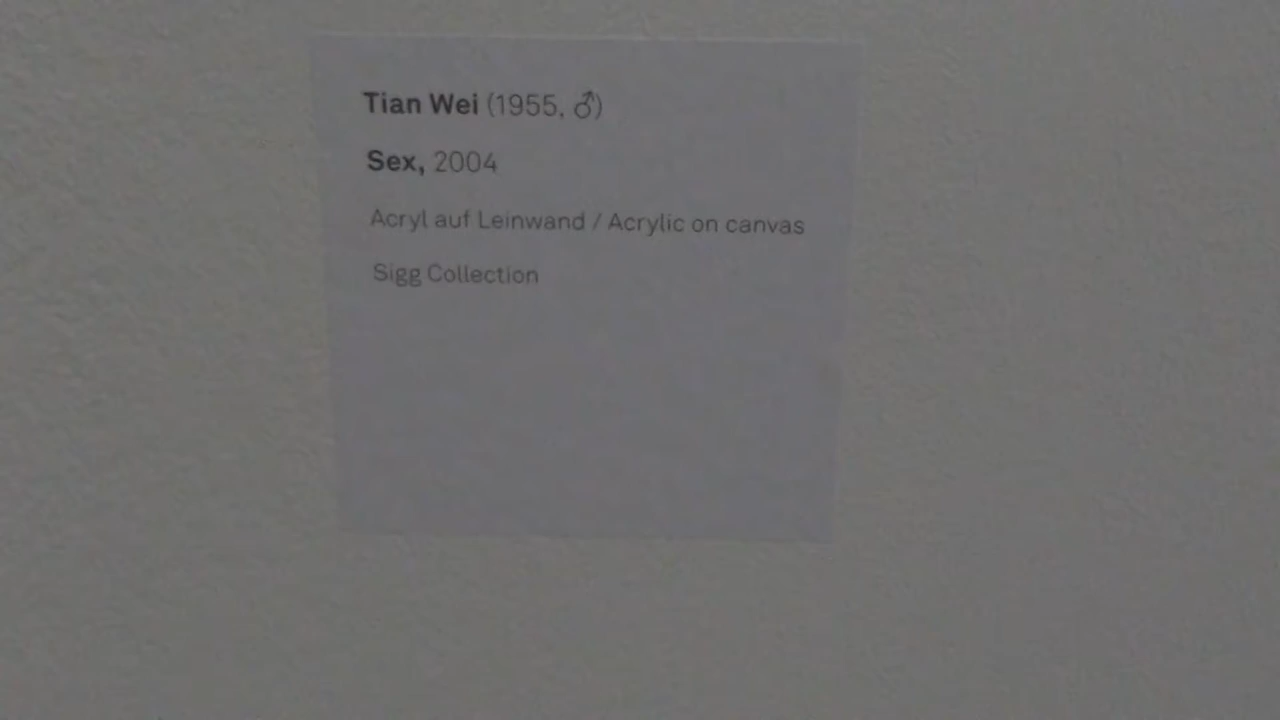 Tian Wei (1955, ♂)
Sex, 2004
Acryl auf Leinwand / Acrylic on canvas
Sigg Collection